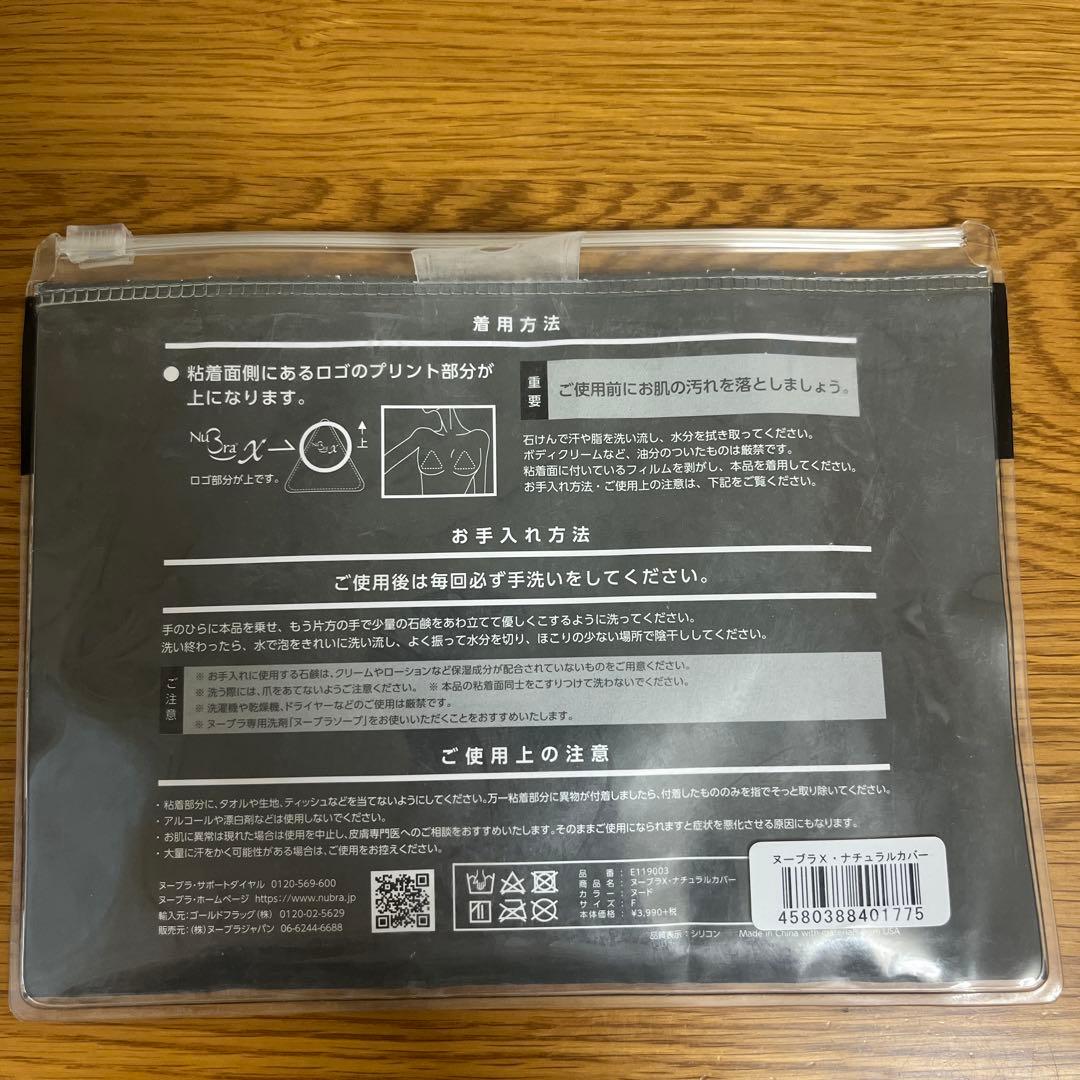 着用方法
● 粘着面側にあるロゴのプリント部分が
上になります。
NuBra X → NuBra X ↑上
ロゴ部分が上です。
重要
ご使用前にお肌の汚れを落としましょう。
石けんで汗や脂を洗い流し、水分を拭き取ってください。
ボディクリームなど、油分のついたものは厳禁です。
粘着面に付いているフィルムを剥がし、本品を着用してください。
お手入れ方法・ご使用上の注意は、下記をご覧ください。
お手入れ方法
ご使用後は毎回必ず手洗いをしてください。
手のひらに本品を乗せ、もう片方の手で少量の石鹸をあわ立てて優しくこするように洗ってください。
洗い終わったら、水で泡をきれいに洗い流し、よく振って水分を切り、ほこりの少ない場所で陰干ししてください。
ご注意
※ お手入れに使用する石鹸は、クリームやローションなど保湿成分が配合されていないものをご用意ください。
※ 洗う際には、爪をあてないようご注意ください。 ※ 本品の粘着面同士をこすりつけて洗わないでください。
※ 洗濯機や乾燥機、ドライヤーなどのご使用は厳禁です。
※ ヌーブラ専用洗剤「ヌーブラソープ」をお使いいただくことをおすすめいたします。
ご使用上の注意
・粘着部分に、タオルや生地、ティッシュなどを当てないようにしてください。万一粘着部分に異物が付着しましたら、付着したもののみを指でそっと取り除いてください。
・アルコールや漂白剤などは使用しないでください。
・お肌に異常は現れた場合は使用を中止し、皮膚専門医へのご相談をおすすめいたします。そのままご使用になられますと症状を悪化させる原因にもなります。
・大量に汗をかく可能性がある場合は、ご使用をお控えください。
ヌーブラ・サポートダイヤル 0120-569-600
ヌーブラ・ホームページ https://www.nubra.jp
輸入元:ゴールドフラッグ(株) 0120-02-5629
販売元:(株)ヌーブラジャパン 06-6244-6688
品番: E119003
商品名: ヌーブラX・ナチュラルカバー
カラー: ヌード
サイズ: F
本体価格: ¥3,990+税
品質表示:シリコン Made in China with materials from USA
ヌーブラX・ナチュラルカバー
4580388401775